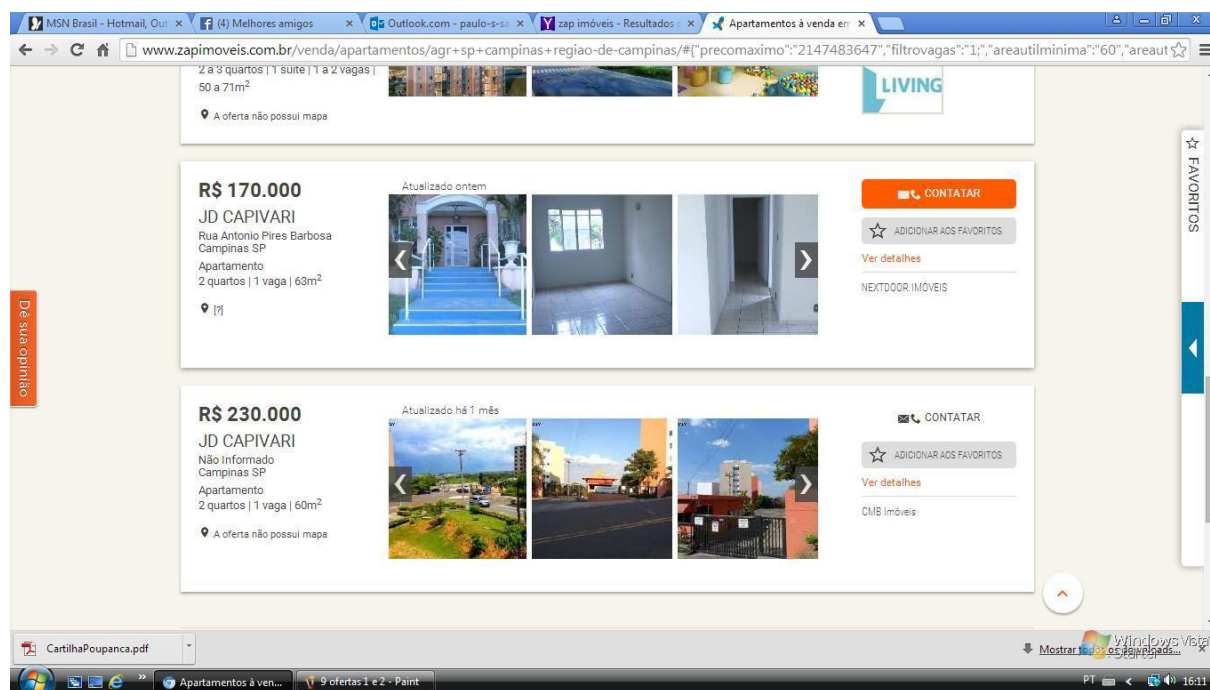 MSN Brasil - Hotmail, Out
(4) Melhores amigos
Outlook.com - paulo-s-sa
zap imóveis - Resultados
Apartamentos à venda em
www.zapimoveis.com.br/venda/apartamentos/agr+sp+campinas+regiao-de-campinas/#{"precomaximo":"2147483647","filtrovagas":"1;","areautilminima":"60","areaut
2 a 3 quartos | 1 suíte | 1 a 2 vagas |
50 a 71m²
A oferta não possui mapa
LIVING
FAVORITOS
Dê sua opinião
R$ 170.000
JD CAPIVARI
Rua Antonio Pires Barbosa
Campinas SP
Apartamento
2 quartos | 1 vaga | 63m²
[?]
Atualizado ontem
CONTATAR
ADICIONAR AOS FAVORITOS
Ver detalhes
NEXTDOOR IMÓVEIS
R$ 230.000
JD CAPIVARI
Não Informado
Campinas SP
Apartamento
2 quartos | 1 vaga | 60m²
A oferta não possui mapa
Atualizado há 1 mês
CONTATAR
ADICIONAR AOS FAVORITOS
Ver detalhes
CMB Imóveis
CartilhaPoupanca.pdf
Mostrar todos os downloads...
Windows Vista
Starter
Apartamentos à ven...
9 ofertas 1 e 2 - Paint
PT
16:11